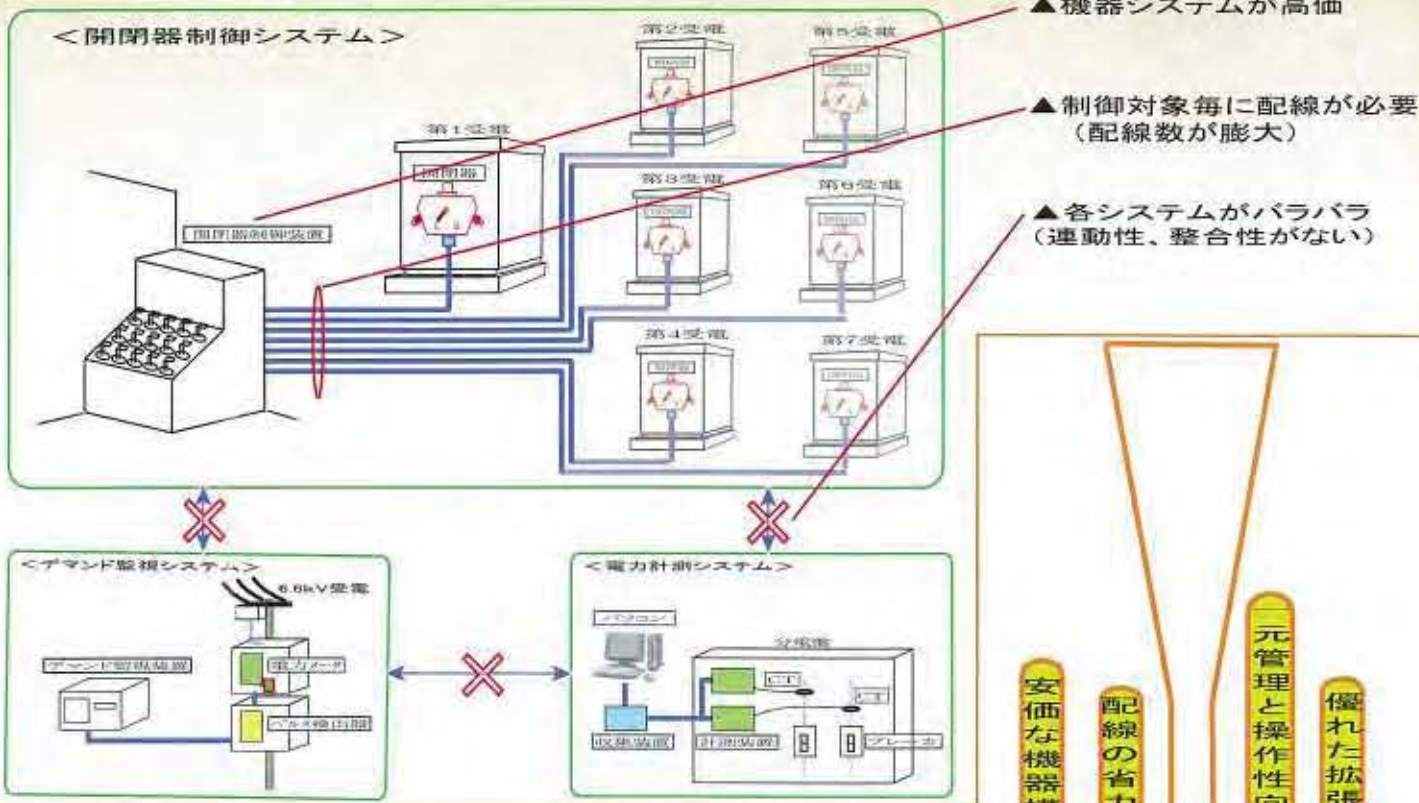 ▲機器システムが高価
<開閉器制御システム>
第2受電
第5受電
▲制御対象毎に配線が必要
(配線数が膨大)
第1受電
開閉器
第3受電
第6受電
▲各システムがバラバラ
(連動性、整合性がない)
開閉器制御装置
第4受電
第7受電
開閉器
<デマンド監視システム>
6.6kV受電
デマンド監視装置
電力メータ
パルス検出器
<電力計測システム>
パソコン
分電盤
CT
CT
収集装置
計測装置
ブレーカ
安価な機器
配線の省力
一元管理と操作性
優れた拡張